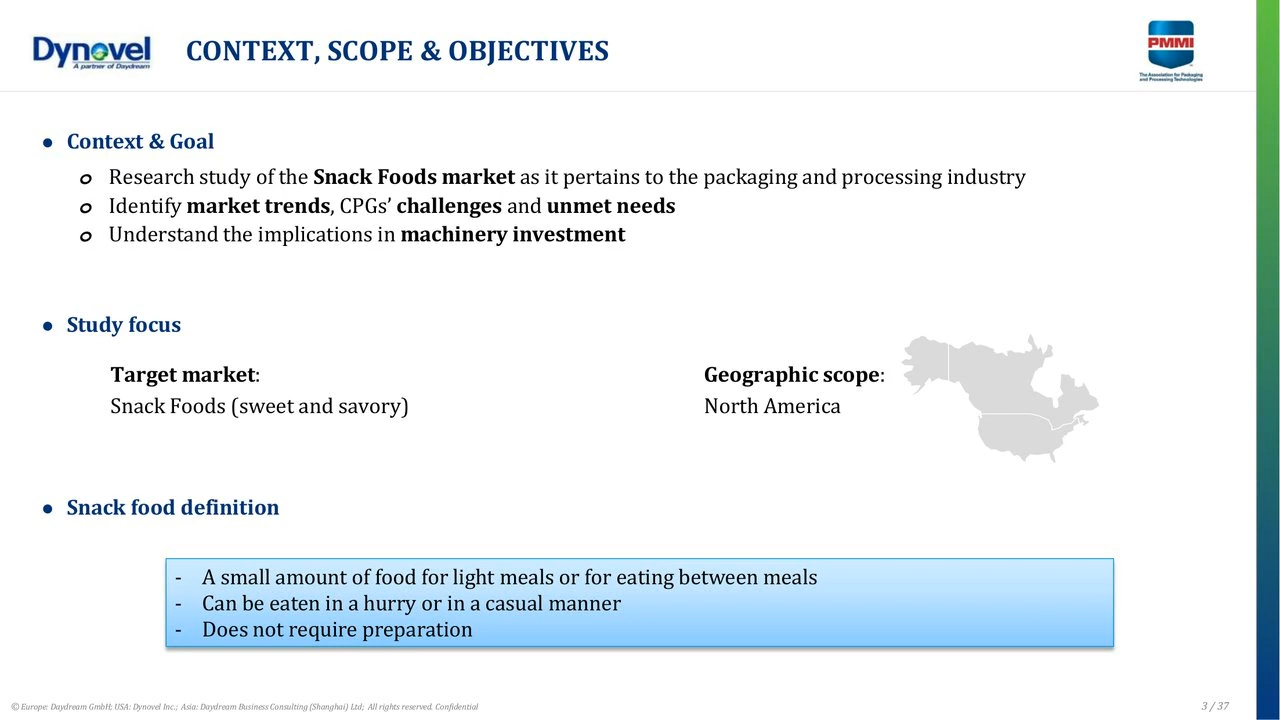 Dynovel
A partner of Daydream
CONTEXT, SCOPE & OBJECTIVES
PMMI
The Association for Packaging
and Processing Technologies
● Context & Goal
o Research study of the Snack Foods market as it pertains to the packaging and processing industry
o Identify market trends, CPGs’ challenges and unmet needs
o Understand the implications in machinery investment
● Study focus
Target market:
Snack Foods (sweet and savory)
Geographic scope:
North America
● Snack food definition
- A small amount of food for light meals or for eating between meals
- Can be eaten in a hurry or in a casual manner
- Does not require preparation
© Europe: Daydream GmbH; USA: Dynovel Inc.; Asia: Daydream Business Consulting (Shanghai) Ltd; All rights reserved. Confidential
3 / 37